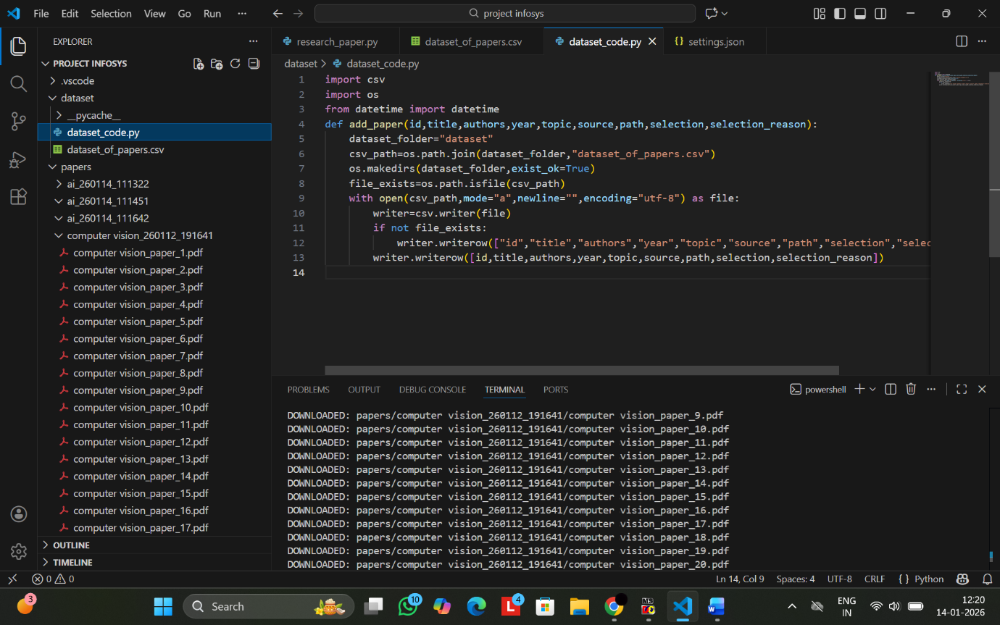 File Edit Selection View Go Run ... project infosys
EXPLORER
PROJECT INFOSYS
.vscode
dataset
__pycache__
dataset_code.py
dataset_of_papers.csv
papers
ai_260114_111322
ai_260114_111451
ai_260114_111642
computer vision_260112_191641
computer vision_paper_1.pdf
computer vision_paper_2.pdf
computer vision_paper_3.pdf
computer vision_paper_4.pdf
computer vision_paper_5.pdf
computer vision_paper_6.pdf
computer vision_paper_7.pdf
computer vision_paper_8.pdf
computer vision_paper_9.pdf
computer vision_paper_10.pdf
computer vision_paper_11.pdf
computer vision_paper_12.pdf
computer vision_paper_13.pdf
computer vision_paper_14.pdf
computer vision_paper_15.pdf
computer vision_paper_16.pdf
computer vision_paper_17.pdf
OUTLINE
TIMELINE
research_paper.py dataset_of_papers.csv dataset_code.py {} settings.json
dataset > dataset_code.py
1 import csv
2 import os
3 from datetime import datetime
4 def add_paper(id,title,authors,year,topic,source,path,selection,selection_reason):
5     dataset_folder="dataset"
6     csv_path=os.path.join(dataset_folder,"dataset_of_papers.csv")
7     os.makedirs(dataset_folder,exist_ok=True)
8     file_exists=os.path.isfile(csv_path)
9     with open(csv_path,mode="a",newline="",encoding="utf-8") as file:
10         writer=csv.writer(file)
11         if not file_exists:
12             writer.writerow(["id","title","authors","year","topic","source","path","selection","selec
13         writer.writerow([id,title,authors,year,topic,source,path,selection,selection_reason])
14
PROBLEMS OUTPUT DEBUG CONSOLE TERMINAL PORTS powershell
DOWNLOADED: papers/computer vision_260112_191641/computer vision_paper_9.pdf
DOWNLOADED: papers/computer vision_260112_191641/computer vision_paper_10.pdf
DOWNLOADED: papers/computer vision_260112_191641/computer vision_paper_11.pdf
DOWNLOADED: papers/computer vision_260112_191641/computer vision_paper_12.pdf
DOWNLOADED: papers/computer vision_260112_191641/computer vision_paper_13.pdf
DOWNLOADED: papers/computer vision_260112_191641/computer vision_paper_14.pdf
DOWNLOADED: papers/computer vision_260112_191641/computer vision_paper_15.pdf
DOWNLOADED: papers/computer vision_260112_191641/computer vision_paper_16.pdf
DOWNLOADED: papers/computer vision_260112_191641/computer vision_paper_17.pdf
DOWNLOADED: papers/computer vision_260112_191641/computer vision_paper_18.pdf
DOWNLOADED: papers/computer vision_260112_191641/computer vision_paper_19.pdf
DOWNLOADED: papers/computer vision_260112_191641/computer vision_paper_20.pdf
0 0 Ln 14, Col 9 Spaces: 4 UTF-8 CRLF {} Python
3 Search 10 4 ENG 12:20
IN 14-01-2026